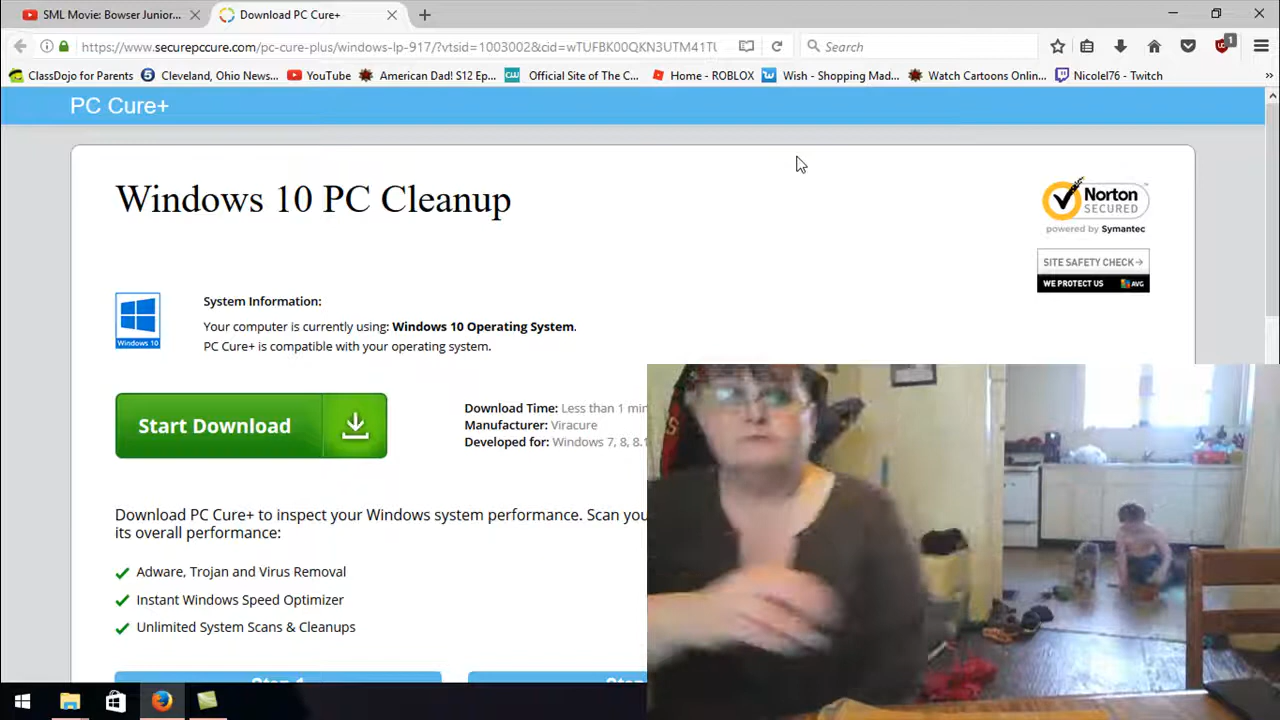 SML Movie: Bowser Junior...
Download PC Cure+
https://www.securepccure.com/pc-cure-plus/windows-lp-917/?vtsid=1003002&cid=wTUFBK00QKN3UTM41TU
Search
1
ClassDojo for Parents
Cleveland, Ohio News...
YouTube
American Dad! S12 Ep...
Official Site of The C...
Home - ROBLOX
Wish - Shopping Mad...
Watch Cartoons Onlin...
Nicolel76 - Twitch
PC Cure+
Windows 10 PC Cleanup
Norton
SECURED
powered by Symantec
SITE SAFETY CHECK
WE PROTECT US AVG
Windows 10
System Information:
Your computer is currently using: Windows 10 Operating System.
PC Cure+ is compatible with your operating system.
Start Download
Download Time: Less than 1 min
Manufacturer: Viracure
Developed for: Windows 7, 8, 8.1
Download PC Cure+ to inspect your Windows system performance. Scan you
its overall performance:
Adware, Trojan and Virus Removal
Instant Windows Speed Optimizer
Unlimited System Scans & Cleanups